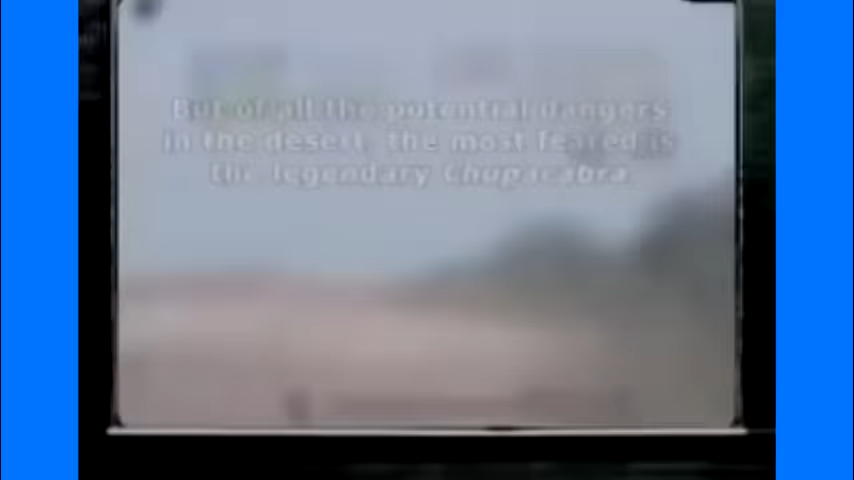 But of all the potential dangers
in the desert, the most feared is
the legendary Chupacabra